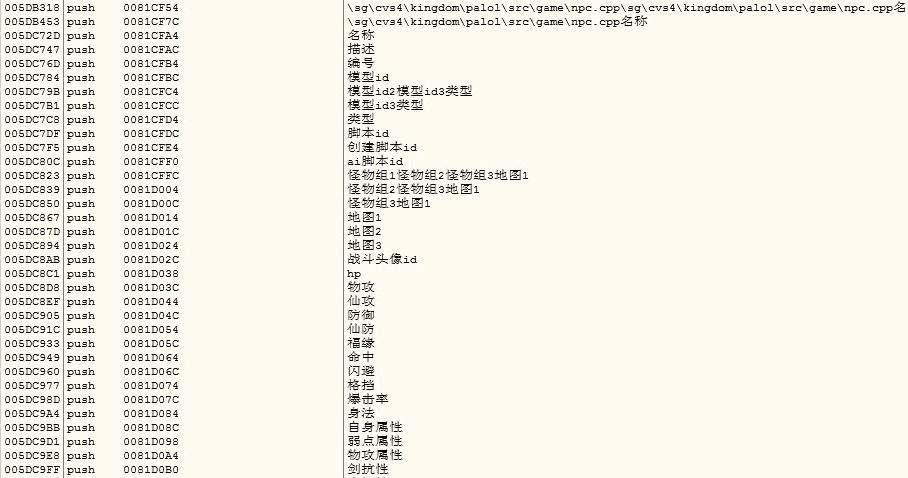 005DB318 push 0081CF54 \sg\cvs4\kingdom\palol\src\game\npc.cpp\sg\cvs4\kingdom\palol\src\game\npc.cpp名
005DB453 push 0081CF7C \sg\cvs4\kingdom\palol\src\game\npc.cpp名称
005DC72D push 0081CFA4 名称
005DC747 push 0081CFAC 描述
005DC76D push 0081CFB4 编号
005DC784 push 0081CFBC 模型id
005DC79B push 0081CFC4 模型id2模型id3类型
005DC7B1 push 0081CFCC 模型id3类型
005DC7C8 push 0081CFD4 类型
005DC7DF push 0081CFDC 脚本id
005DC7F5 push 0081CFE4 创建脚本id
005DC80C push 0081CFF0 ai脚本id
005DC823 push 0081CFFC 怪物组1怪物组2怪物组3地图1
005DC839 push 0081D004 怪物组2怪物组3地图1
005DC850 push 0081D00C 怪物组3地图1
005DC867 push 0081D014 地图1
005DC87D push 0081D01C 地图2
005DC894 push 0081D024 地图3
005DC8AB push 0081D02C 战斗头像id
005DC8C1 push 0081D038 hp
005DC8D8 push 0081D03C 物攻
005DC8EF push 0081D044 仙攻
005DC905 push 0081D04C 防御
005DC91C push 0081D054 仙防
005DC933 push 0081D05C 福缘
005DC949 push 0081D064 命中
005DC960 push 0081D06C 闪避
005DC977 push 0081D074 格挡
005DC98D push 0081D07C 爆击率
005DC9A4 push 0081D084 身法
005DC9BB push 0081D08C 自身属性
005DC9D1 push 0081D098 弱点属性
005DC9E8 push 0081D0A4 物攻属性
005DC9FF push 0081D0B0 剑抗性